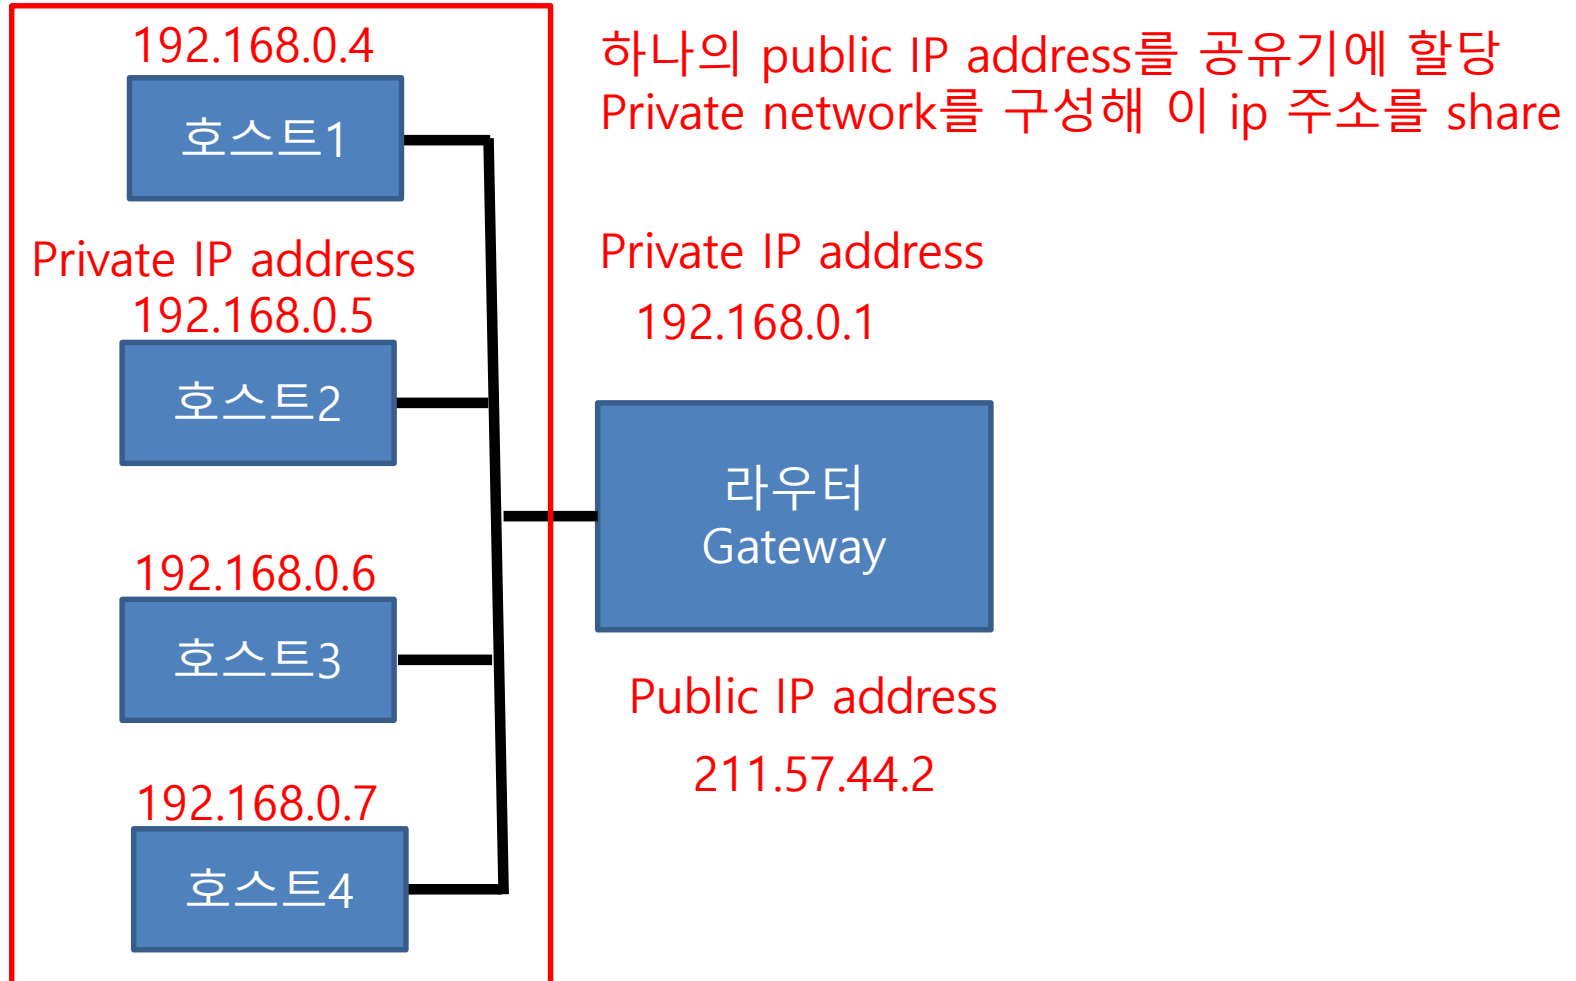 192.168.0.4
호스트1
Private IP address
192.168.0.5
호스트2
192.168.0.6
호스트3
192.168.0.7
호스트4
하나의 public IP address를 공유기에 할당
Private network를 구성해 이 ip 주소를 share
Private IP address
192.168.0.1
라우터
Gateway
Public IP address
211.57.44.2